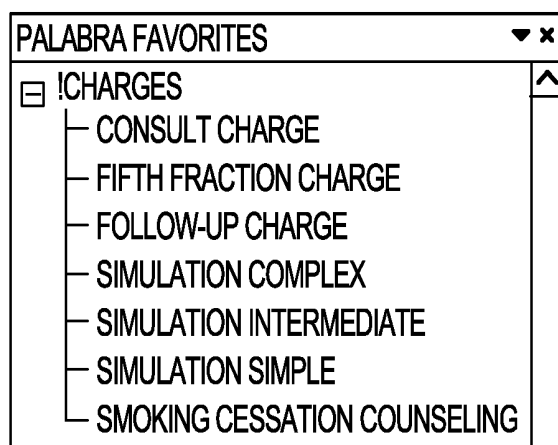 PALABRA FAVORITES
!CHARGES
CONSULT CHARGE
FIFTH FRACTION CHARGE
FOLLOW-UP CHARGE
SIMULATION COMPLEX
SIMULATION INTERMEDIATE
SIMULATION SIMPLE
SMOKING CESSATION COUNSELING